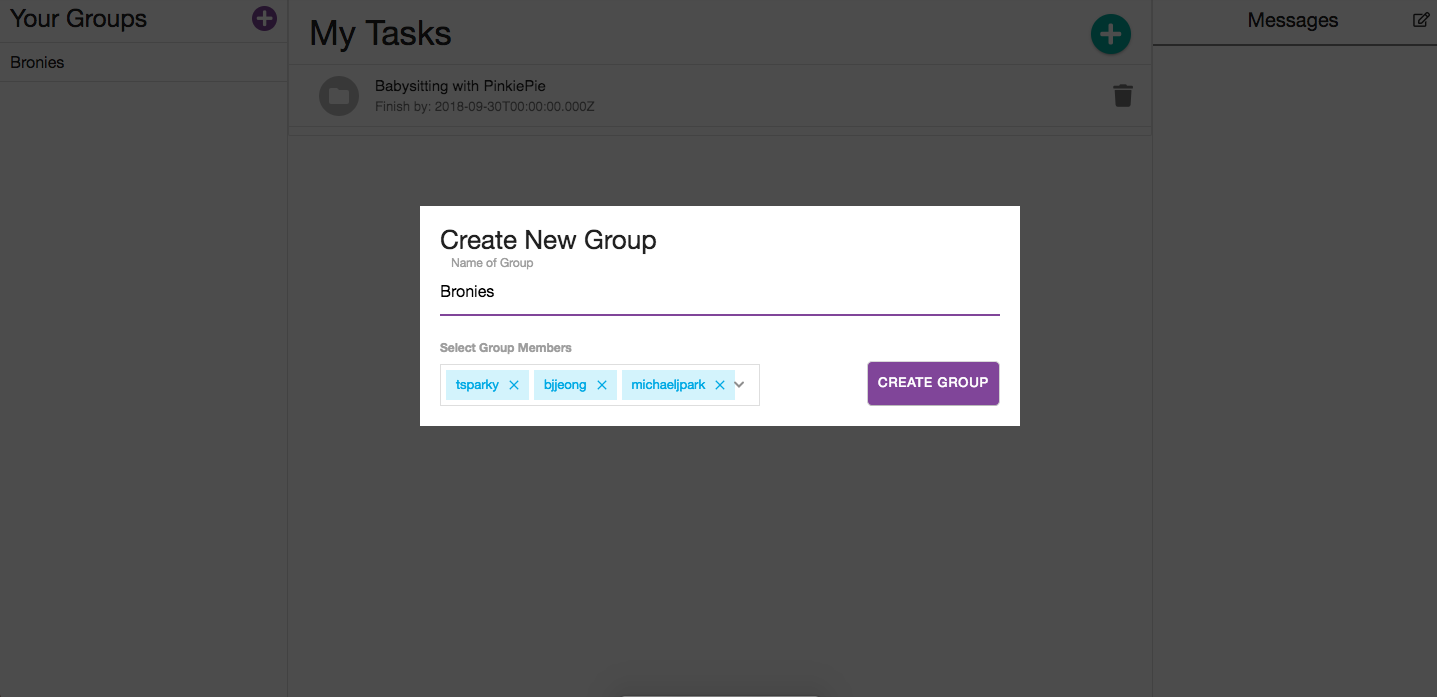 Your Groups
Bronies
My Tasks
Babysitting with PinkiePie
Finish by: 2018-09-30T00:00:00.000Z
Messages
Create New Group
Name of Group
Bronies
Select Group Members
tsparky bjjeong michaeljpark
CREATE GROUP